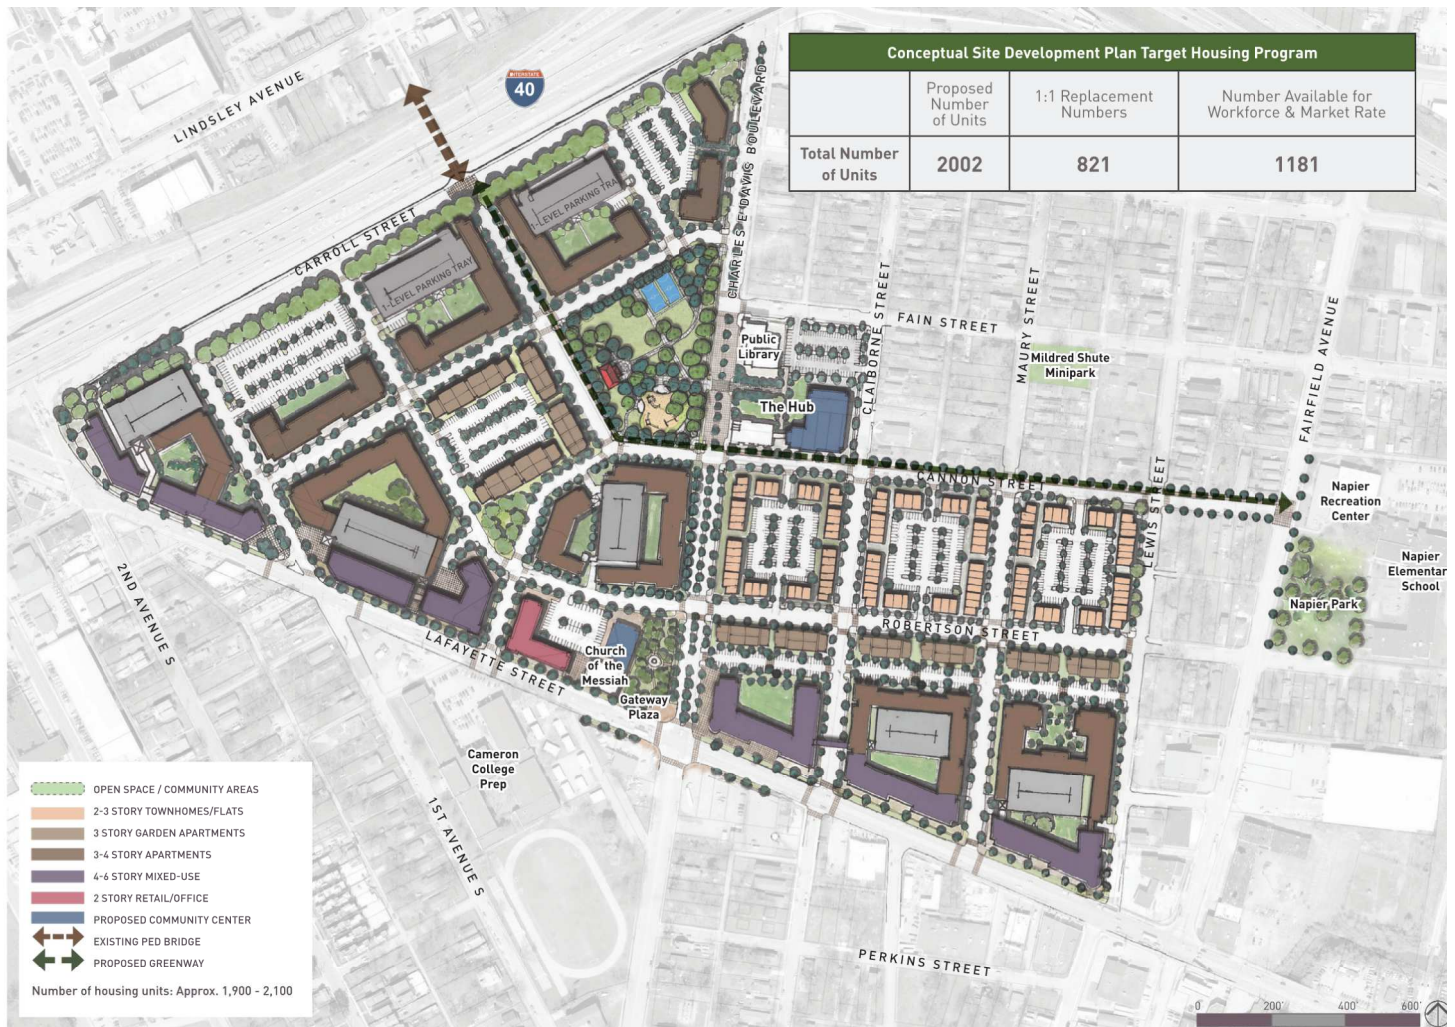 Conceptual Site Development Plan Target Housing Program
Proposed
Number
of Units
1:1 Replacement
Numbers
Number Available for
Workforce & Market Rate
Total Number
of Units
2002
821
1181
INTERSTATE
40
LINDSLEY AVENUE
CARROLL STREET
CHARLES E DAVIS BOULEVARD
1-LEVEL PARKING TRAY
1-LEVEL PARKING TRAY
Public
Library
The Hub
CLAIBORNE STREET
FAIN STREET
MAURY STREET
Mildred Shute
Minipark
FAIRFIELD AVENUE
CANNON STREET
LEWIS STREET
Napier
Recreation
Center
Napier
Elementar
School
Napier Park
ROBERTSON STREET
2ND AVENUE S
LAFAYETTE STREET
Church
of the
Messiah
Gateway
Plaza
Cameron
College
Prep
1ST AVENUE S
PERKINS STREET
OPEN SPACE / COMMUNITY AREAS
2-3 STORY TOWNHOMES/FLATS
3 STORY GARDEN APARTMENTS
3-4 STORY APARTMENTS
4-6 STORY MIXED-USE
2 STORY RETAIL/OFFICE
PROPOSED COMMUNITY CENTER
EXISTING PED BRIDGE
PROPOSED GREENWAY
Number of housing units: Approx. 1,900 - 2,100
0 200' 400' 600'